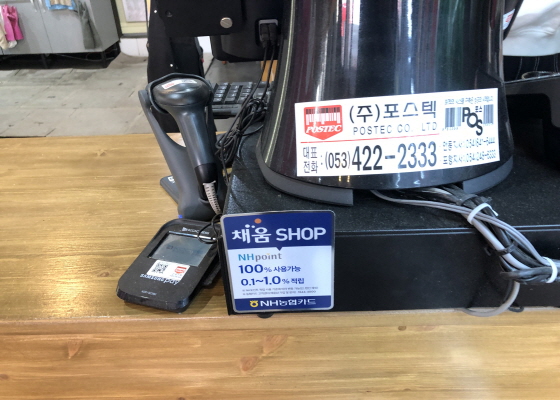 POSTEC
(주)포스텍
POSTEC CO. LTD
대표
전화 : (053)422-2333
POS
채움 SHOP
NHpoint
100% 사용가능
0.1~1.0% 적립
NH농협카드